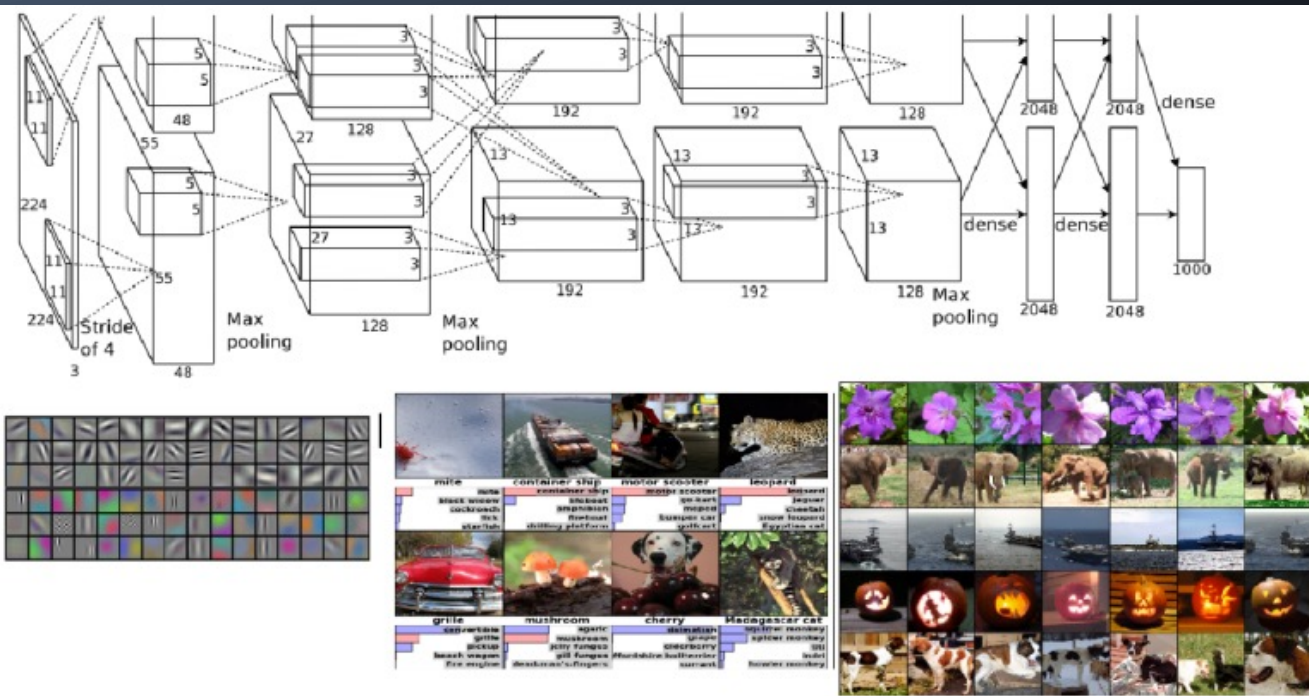 11
11
5
5
48
55
3
3
3
128
27
3
3
192
3
3
192
128
2048
2048
dense
224
11
11
224
3
Stride
of 4
5
5
55
48
Max
pooling
3
3
27
3
3
128
Max
pooling
13
13
3
3
192
13
13
3
3
192
13
13
128
Max
pooling
dense
dense
2048
2048
1000
mite
container ship
motor scooter
leopard
mite
black widow
cockroach
tick
starfish
container ship
lifeboat
amphibian
fireboat
drilling platform
motor scooter
go-kart
moped
bumper car
golfcart
leopard
jaguar
cheetah
snow leopard
Egyptian cat
grille
mushroom
cherry
Madagascar cat
convertible
grille
pickup
beach wagon
fire engine
agaric
mushroom
jelly fungus
gill fungus
dead-man's-fingers
dalmatian
grape
elderberry
ffordshire bullterrier
currant
squirrel monkey
spider monkey
titi
indri
howler monkey